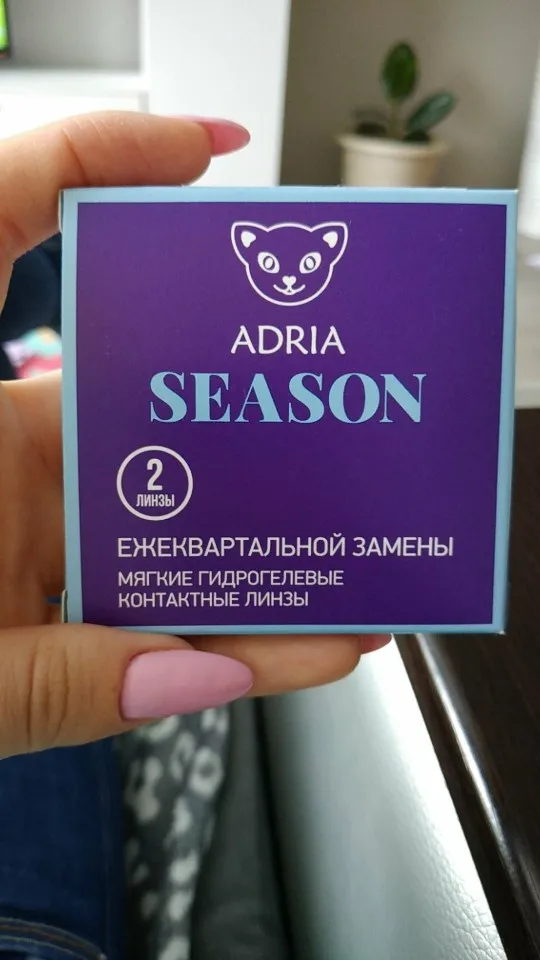 ADRIA
SEASON
2
ЛИНЗЫ
ЕЖЕКВАРТАЛЬНОЙ ЗАМЕНЫ
МЯГКИЕ ГИДРОГЕЛЕВЫЕ
КОНТАКТНЫЕ ЛИНЗЫ